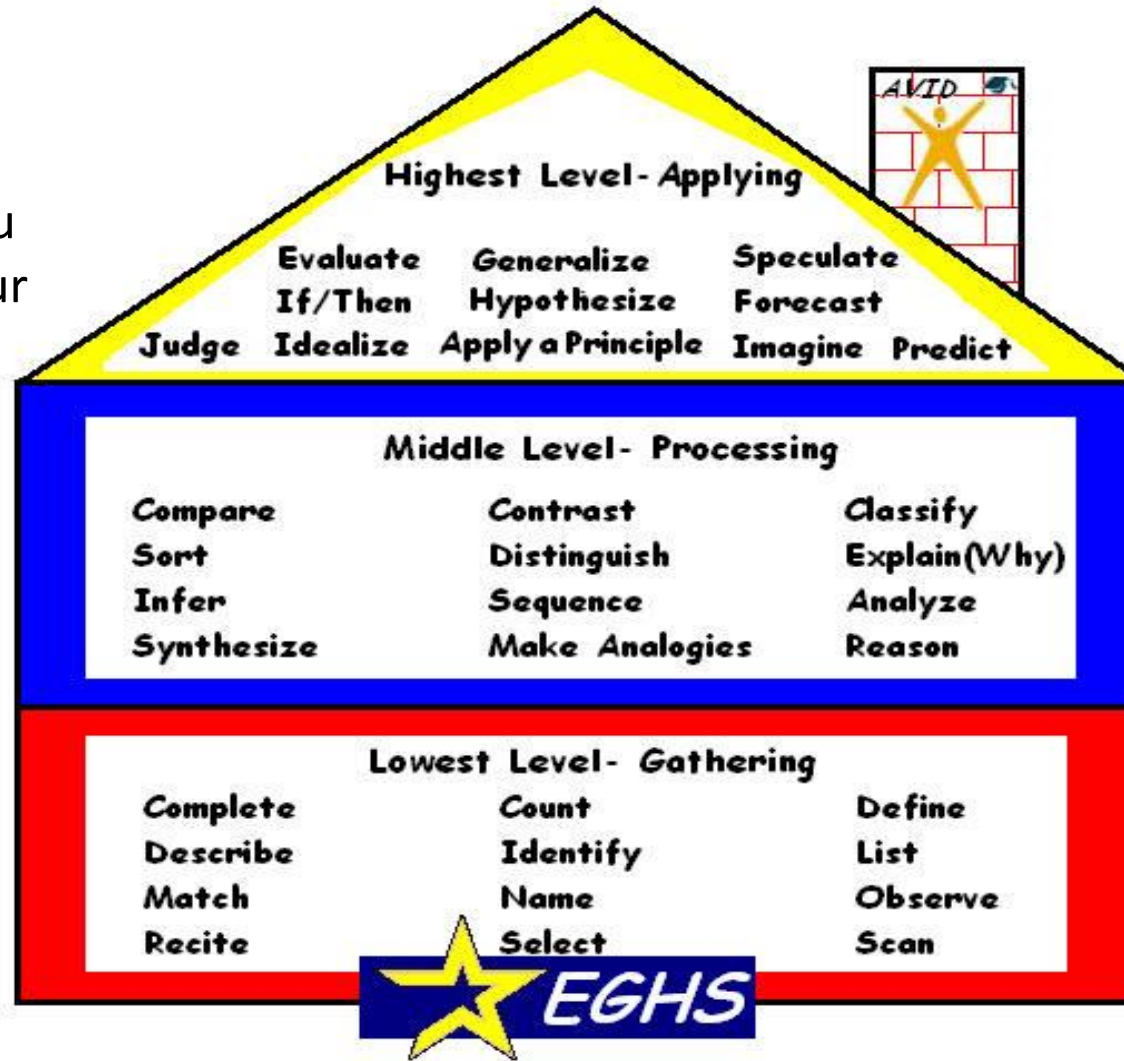 AVID
Highest Level- Applying
u
ur
Evaluate Generalize Speculate
If/Then Hypothesize Forecast
Judge Idealize Apply a Principle Imagine Predict
Middle Level- Processing
Compare Contrast Classify
Sort Distinguish Explain(Why)
Infer Sequence Analyze
Synthesize Make Analogies Reason
Lowest Level- Gathering
Complete Count Define
Describe Identify List
Match Name Observe
Recite Select Scan
EGHS